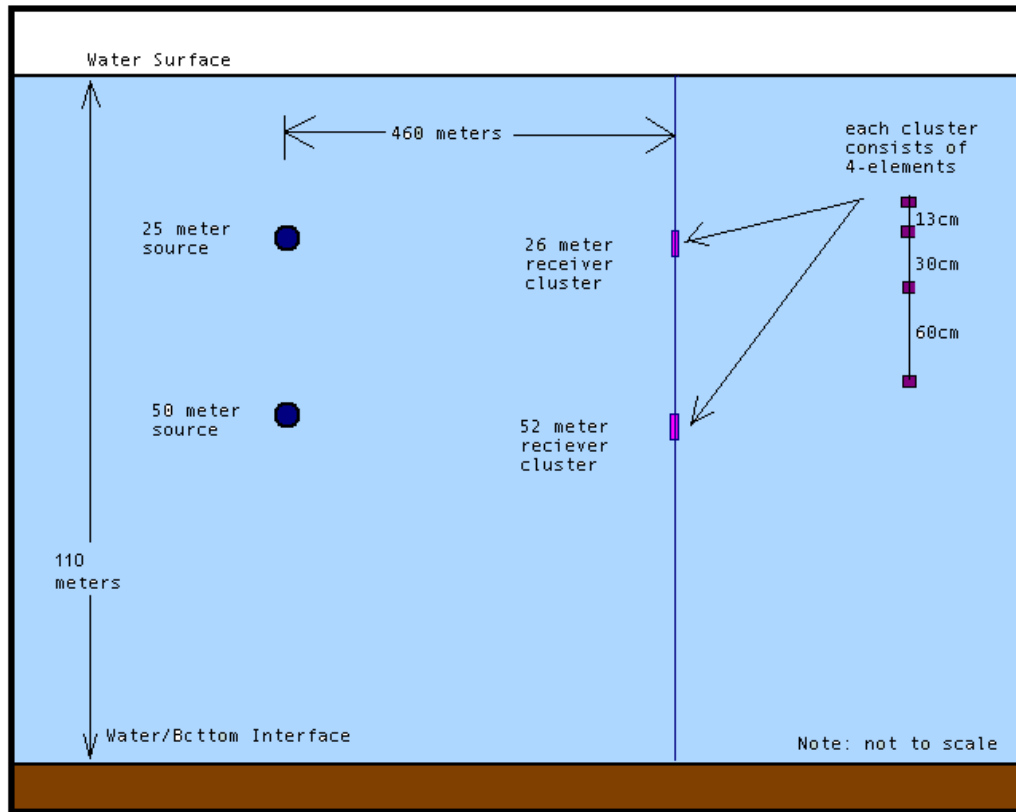 Water Surface
460 meters
each cluster
consists of
4-elements
13cm
25 meter
source
26 meter
receiver
cluster
30cm
60cm
50 meter
source
52 meter
reciever
cluster
110
meters
Water/Bcttom Interface
Note: not to scale